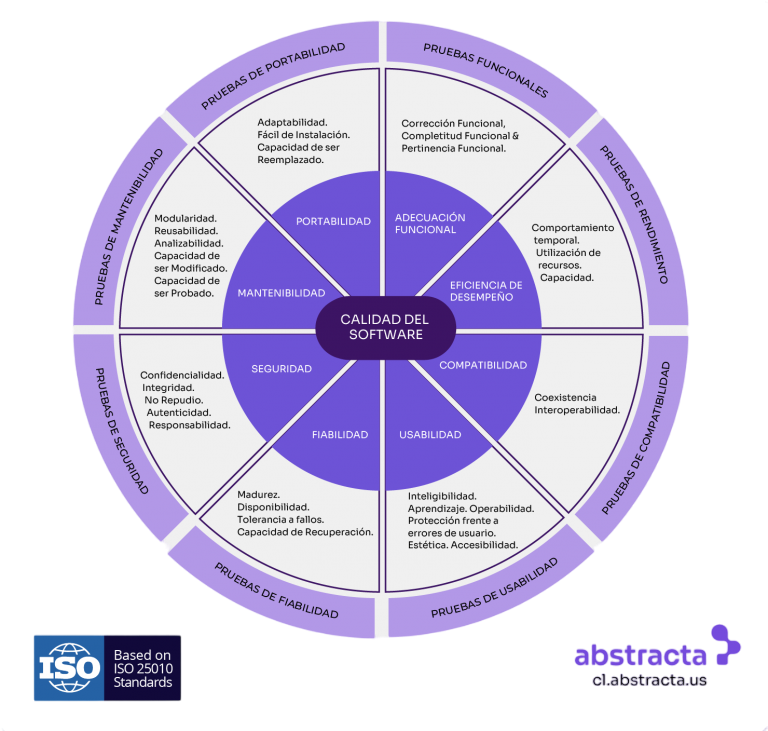 PRUEBAS DE PORTABILIDAD
PRUEBAS FUNCIONALES
Adaptabilidad.
Fácil de Instalación.
Capacidad de ser
Reemplazado.
Corrección Funcional,
Completitud Funcional &
Pertinencia Funcional.
PRUEBAS DE MANTENIBILIDAD
PRUEBAS DE RENDIMIENTO
Modularidad.
Reusabilidad.
Analizabilidad.
Capacidad de
ser Modificado.
Capacidad de
ser Probado.
PORTABILIDAD
ADECUACIÓN
FUNCIONAL
Comportamiento
temporal.
Utilización de
recursos.
Capacidad.
MANTENIBILIDAD
EFICIENCIA DE
DESEMPEÑO
CALIDAD DEL
SOFTWARE
SEGURIDAD
COMPATIBILIDAD
Confidencialidad.
Integridad.
No Repudio.
Autenticidad.
Responsabilidad.
Coexistencia
Interoperabilidad.
FIABILIDAD
USABILIDAD
PRUEBAS DE SEGURIDAD
PRUEBAS DE COMPATIBILIDAD
Madurez.
Disponibilidad.
Tolerancia a fallos.
Capacidad de Recuperación.
Inteligibilidad.
Aprendizaje. Operabilidad.
Protección frente a
errores de usuario.
Estética. Accesibilidad.
PRUEBAS DE FIABILIDAD
PRUEBAS DE USABILIDAD
ISO
Based on
ISO 25010
Standards
abstracta
cl.abstracta.us